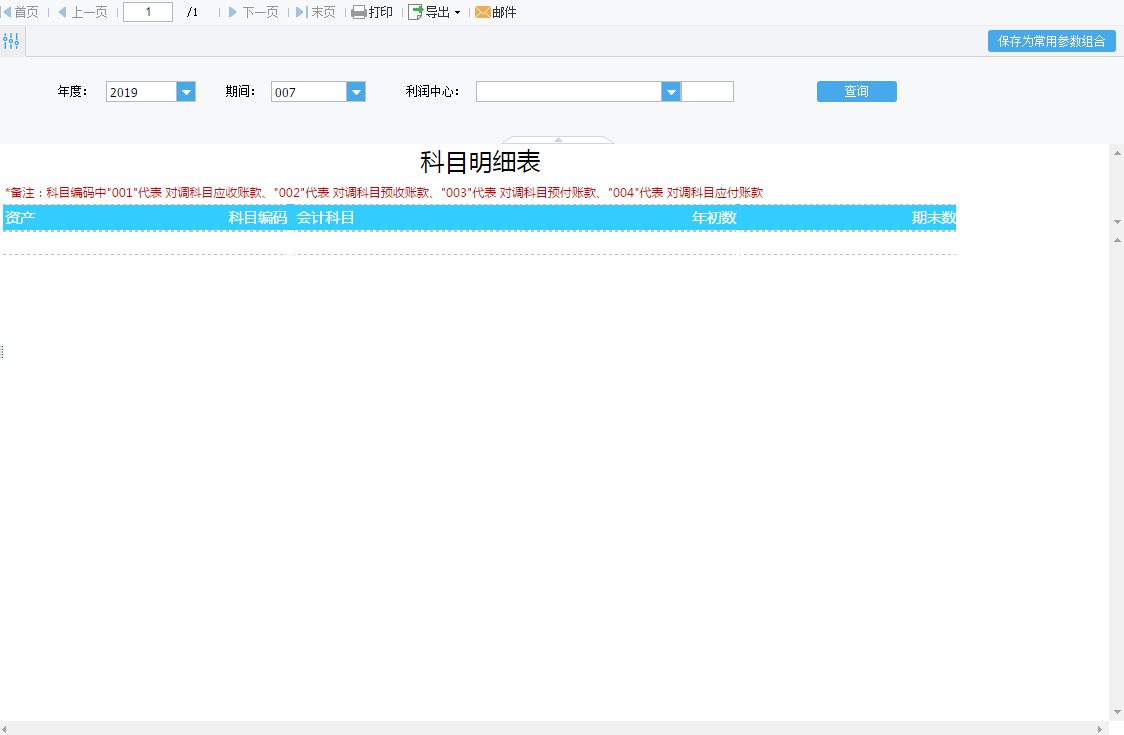 首页 上一页 1 /1 下一页 末页 打印 导出 邮件
保存为常用参数组合
年度： 2019 期间： 007 利润中心： 查询
科目明细表
*备注：科目编码中"001"代表 对调科目应收账款、"002"代表 对调科目预收账款、"003"代表 对调科目预付账款、"004"代表 对调科目应付账款
资产 科目编码 会计科目 年初数 期末数